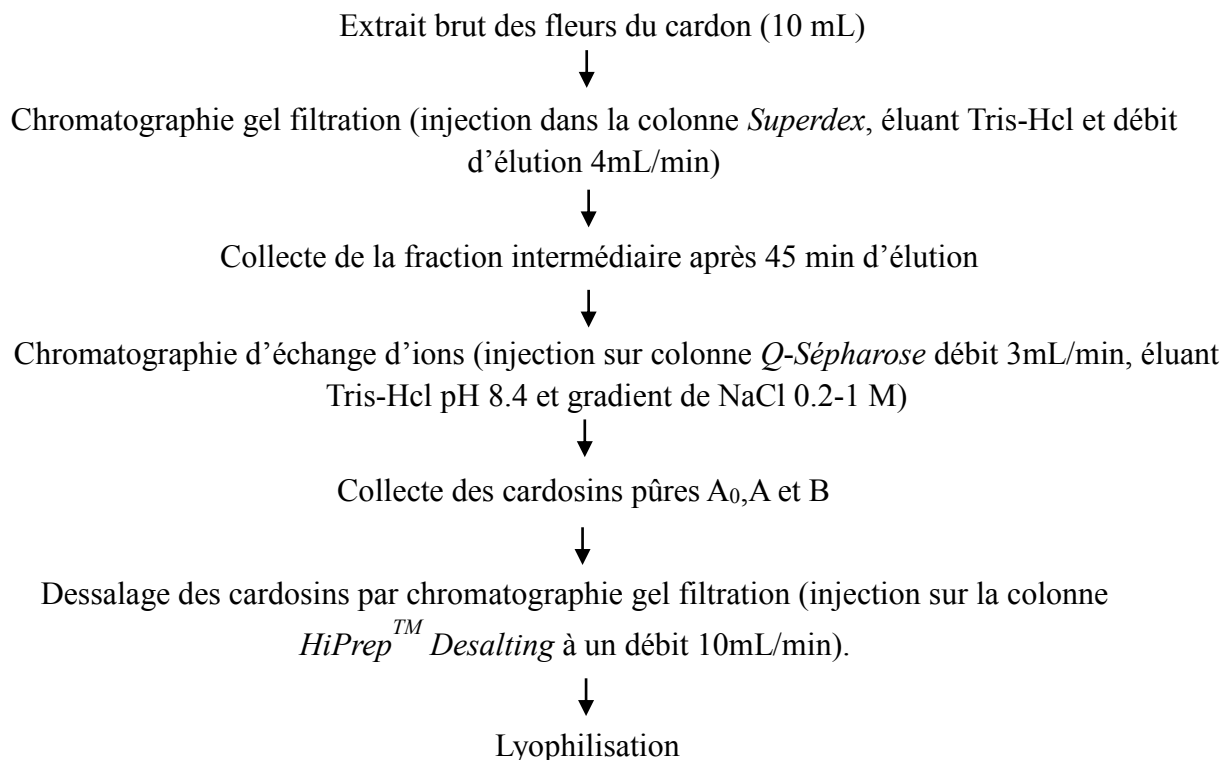 Extrait brut des fleurs du cardon (10 mL)
Chromatographie gel filtration (injection dans la colonne Superdex, éluant Tris-Hcl et débit
d’élution 4mL/min)
Collecte de la fraction intermédiaire après 45 min d’élution
Chromatographie d’échange d’ions (injection sur colonne Q-Sépharose débit 3mL/min, éluant
Tris-Hcl pH 8.4 et gradient de NaCl 0.2-1 M)
Collecte des cardosins pûres A₀,A et B
Dessalage des cardosins par chromatographie gel filtration (injection sur la colonne
HiPrep™ Desalting à un débit 10mL/min).
Lyophilisation